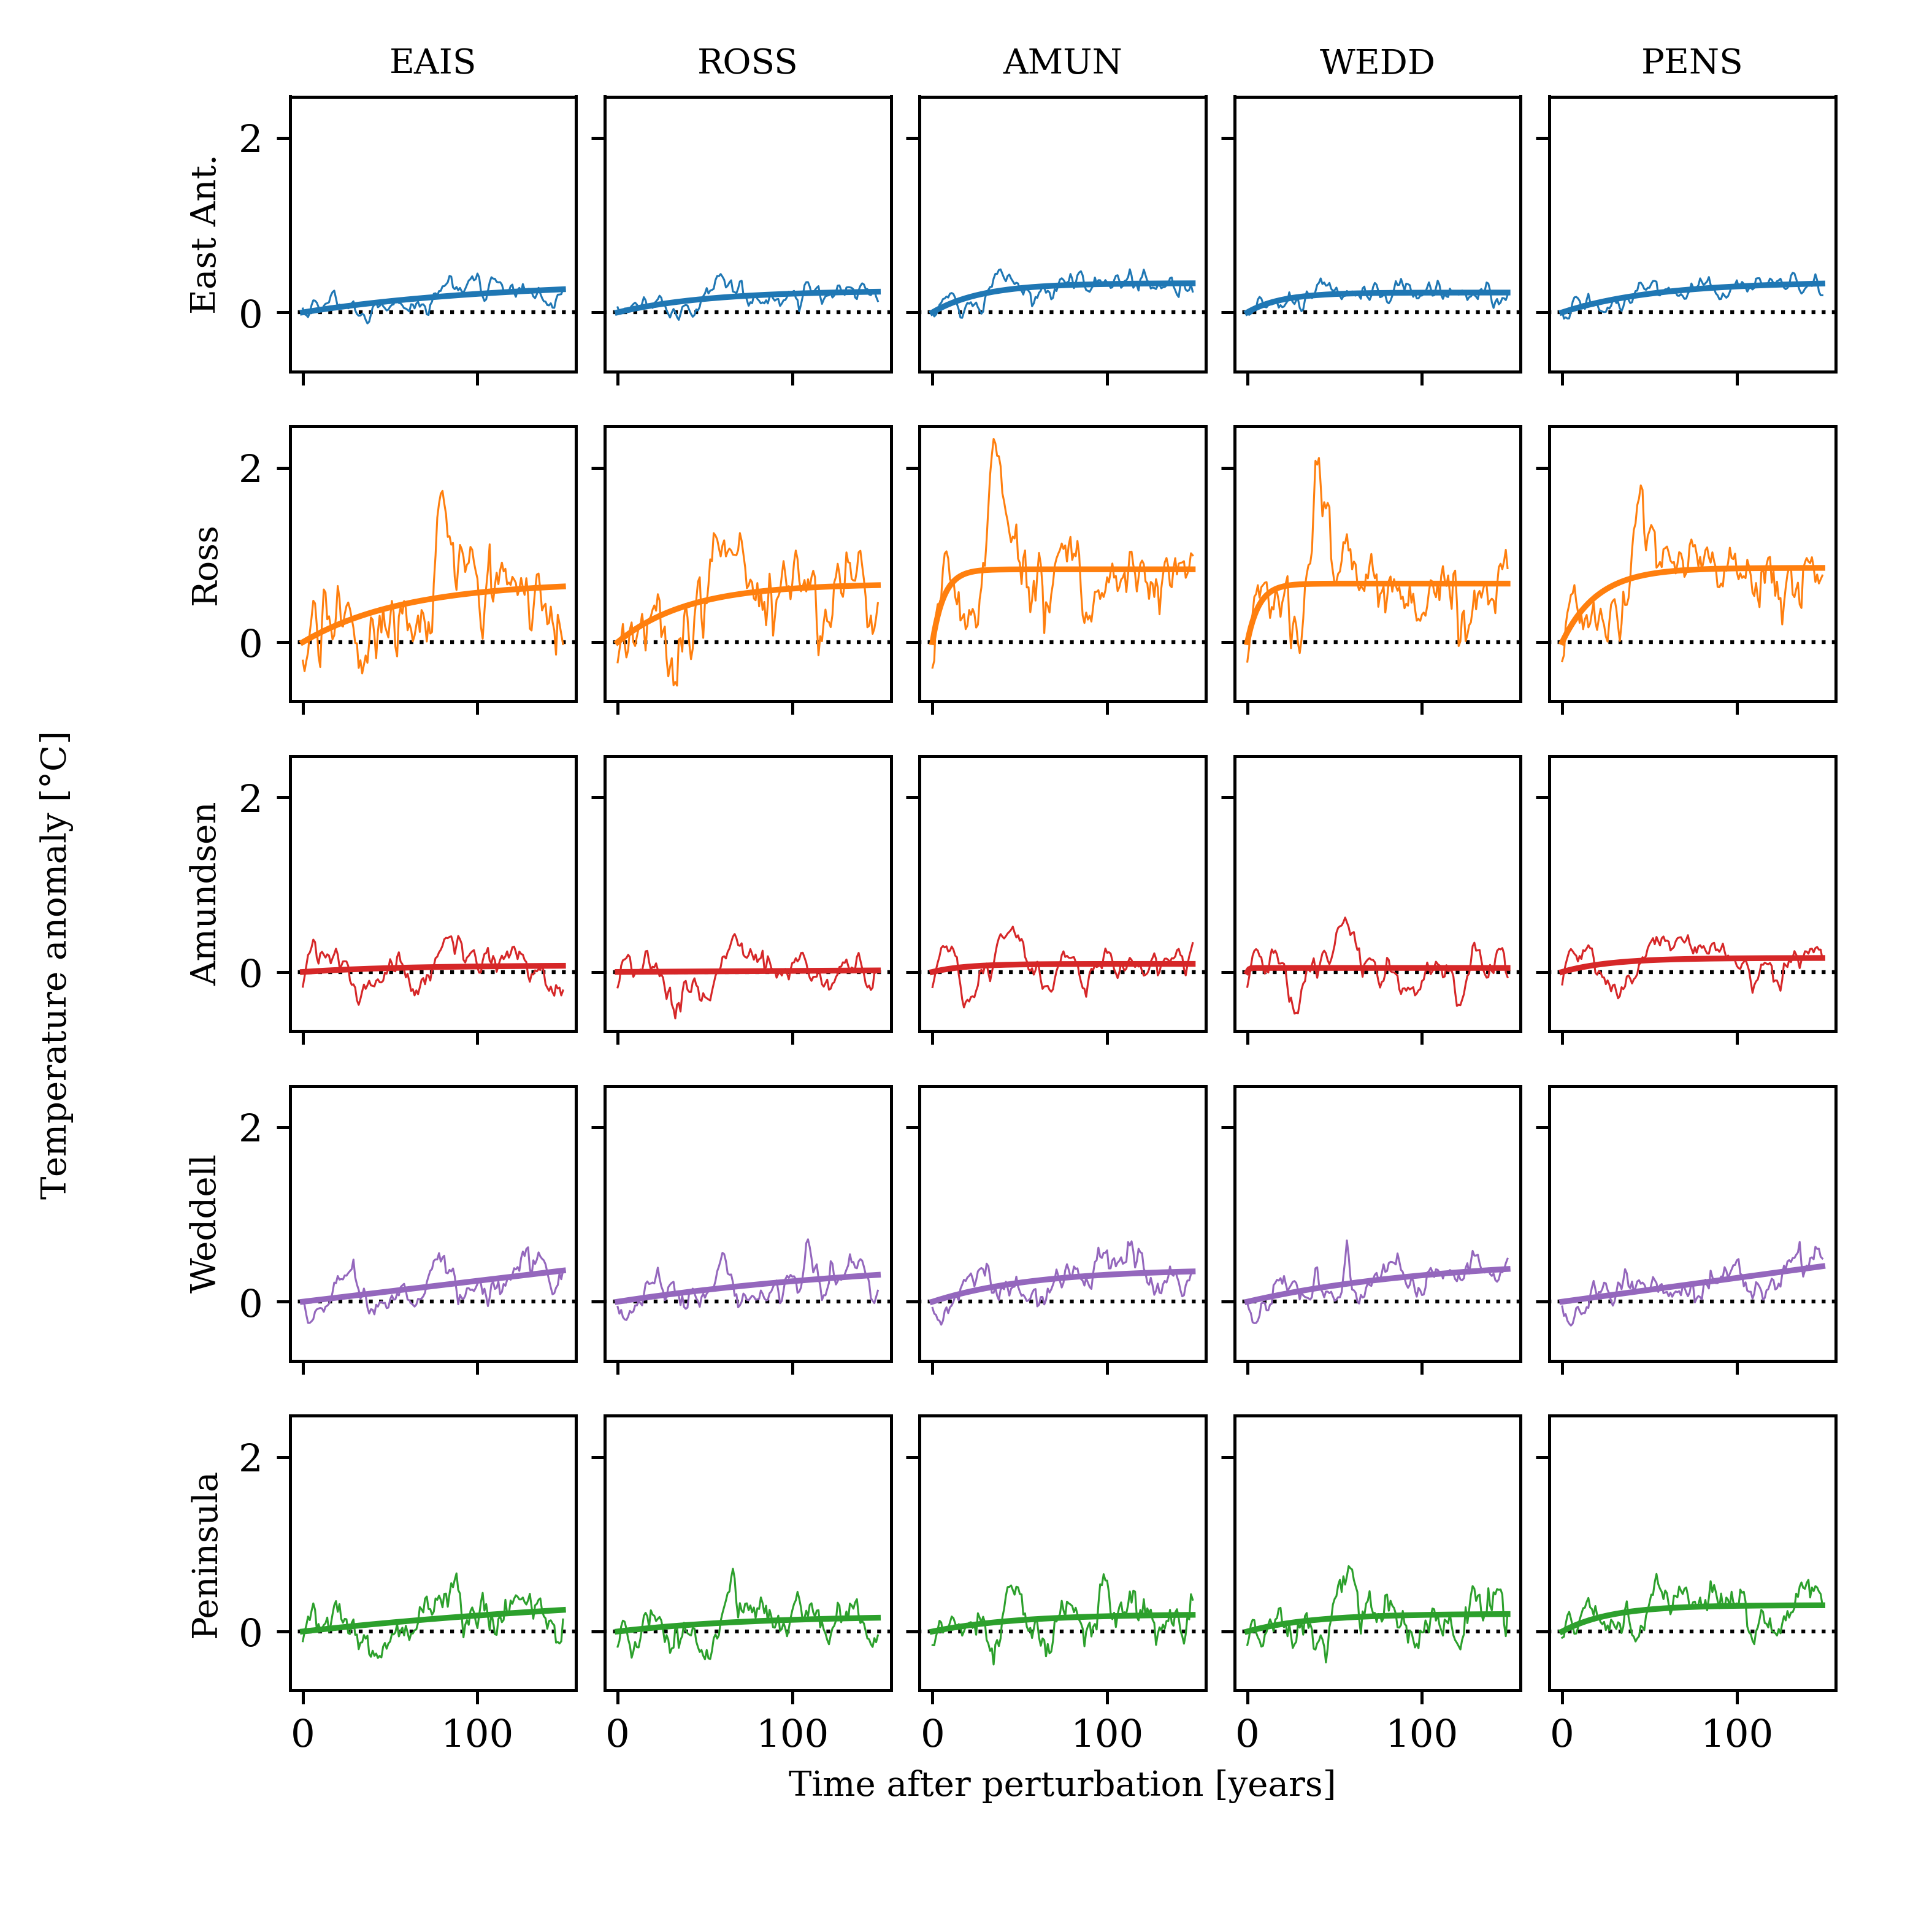 EAIS ROSS AMUN WEDD PENS
East Ant.
2
0
Ross
2
0
Temperature anomaly [°C]
Amundsen
2
0
Weddell
2
0
Peninsula
2
0
0 100 0 100 0 100 0 100 0 100
Time after perturbation [years]